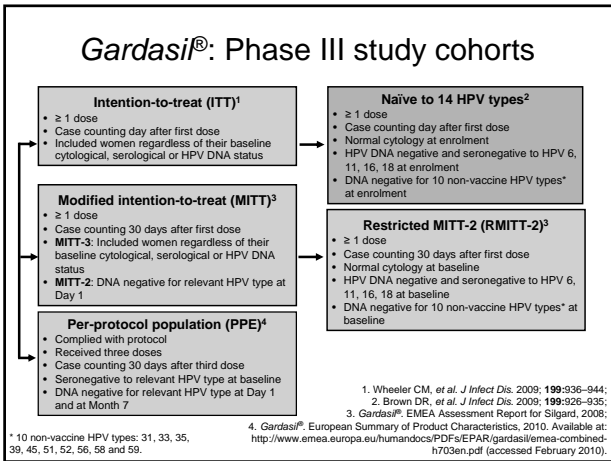 Gardasil®: Phase III study cohorts
Intention-to-treat (ITT)1
• ≥ 1 dose
• Case counting day after first dose
• Included women regardless of their baseline
cytological, serological or HPV DNA status
Naïve to 14 HPV types2
• ≥ 1 dose
• Case counting day after first dose
• Normal cytology at enrolment
• HPV DNA negative and seronegative to HPV 6,
11, 16, 18 at enrolment
• DNA negative for 10 non-vaccine HPV types*
at enrolment
Modified intention-to-treat (MITT)3
• ≥ 1 dose
• Case counting 30 days after first dose
• MITT-3: Included women regardless of their
baseline cytological, serological or HPV DNA
status
• MITT-2: DNA negative for relevant HPV type at
Day 1
Restricted MITT-2 (RMITT-2)3
• ≥ 1 dose
• Case counting 30 days after first dose
• Normal cytology at baseline
• HPV DNA negative and seronegative to HPV 6,
11, 16, 18 at baseline
• DNA negative for 10 non-vaccine HPV types* at
baseline
Per-protocol population (PPE)4
• Complied with protocol
• Received three doses
• Case counting 30 days after third dose
• Seronegative to relevant HPV type at baseline
• DNA negative for relevant HPV type at Day 1
and at Month 7
* 10 non-vaccine HPV types: 31, 33, 35,
39, 45, 51, 52, 56, 58 and 59.
1. Wheeler CM, et al. J Infect Dis. 2009; 199:936–944;
2. Brown DR, et al. J Infect Dis. 2009; 199:926–935;
3. Gardasil®. EMEA Assessment Report for Silgard, 2008;
4. Gardasil®. European Summary of Product Characteristics, 2010. Available at:
http://www.emea.europa.eu/humandocs/PDFs/EPAR/gardasil/emea-combined-
h703en.pdf (accessed February 2010).